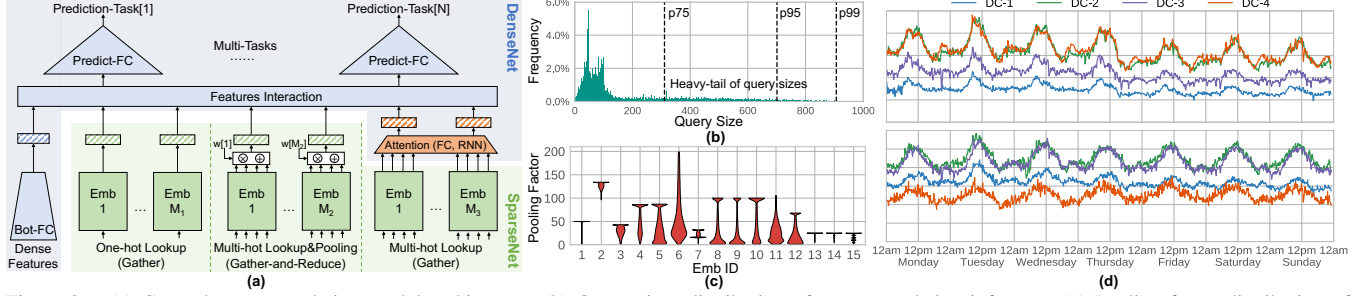 Prediction-Task[1]
Prediction-Task[N]
Predict-FC
Multi-Tasks
......
Predict-FC
DenseNet
Features Interaction
w[1]
w[M2]
Attention (FC, RNN)
Bot-FC
Emb
1
...
Emb
M1
Emb
1
...
Emb
M2
Emb
1
...
Emb
M3
SparseNet
Dense
Features
One-hot Lookup
(Gather)
Multi-hot Lookup&Pooling
(Gather-and-Reduce)
Multi-hot Lookup
(Gather)
(a)
6.0%
4.0%
2.0%
0.0%
Frequency
p75
p95
p99
Heavy-tail of query sizes
0 200 400 600 800 1000
Query Size
(b)
200
150
100
50
0
Pooling Factor
1 2 3 4 5 6 7 8 9 10 11 12 13 14 15
Emb ID
(c)
DC-1 DC-2 DC-3 DC-4
12am 12pm 12am 12pm 12am 12pm 12am 12pm 12am 12pm 12am 12pm 12am 12pm 12am
Monday Tuesday Wednesday Thursday Friday Saturday Sunday
(d)